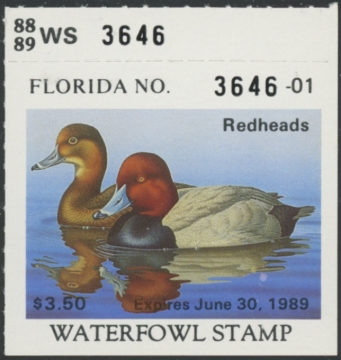 88
89 WS 3646
FLORIDA NO. 3646-01
Redheads
$3.50 Expires June 30, 1989
WATERFOWL STAMP